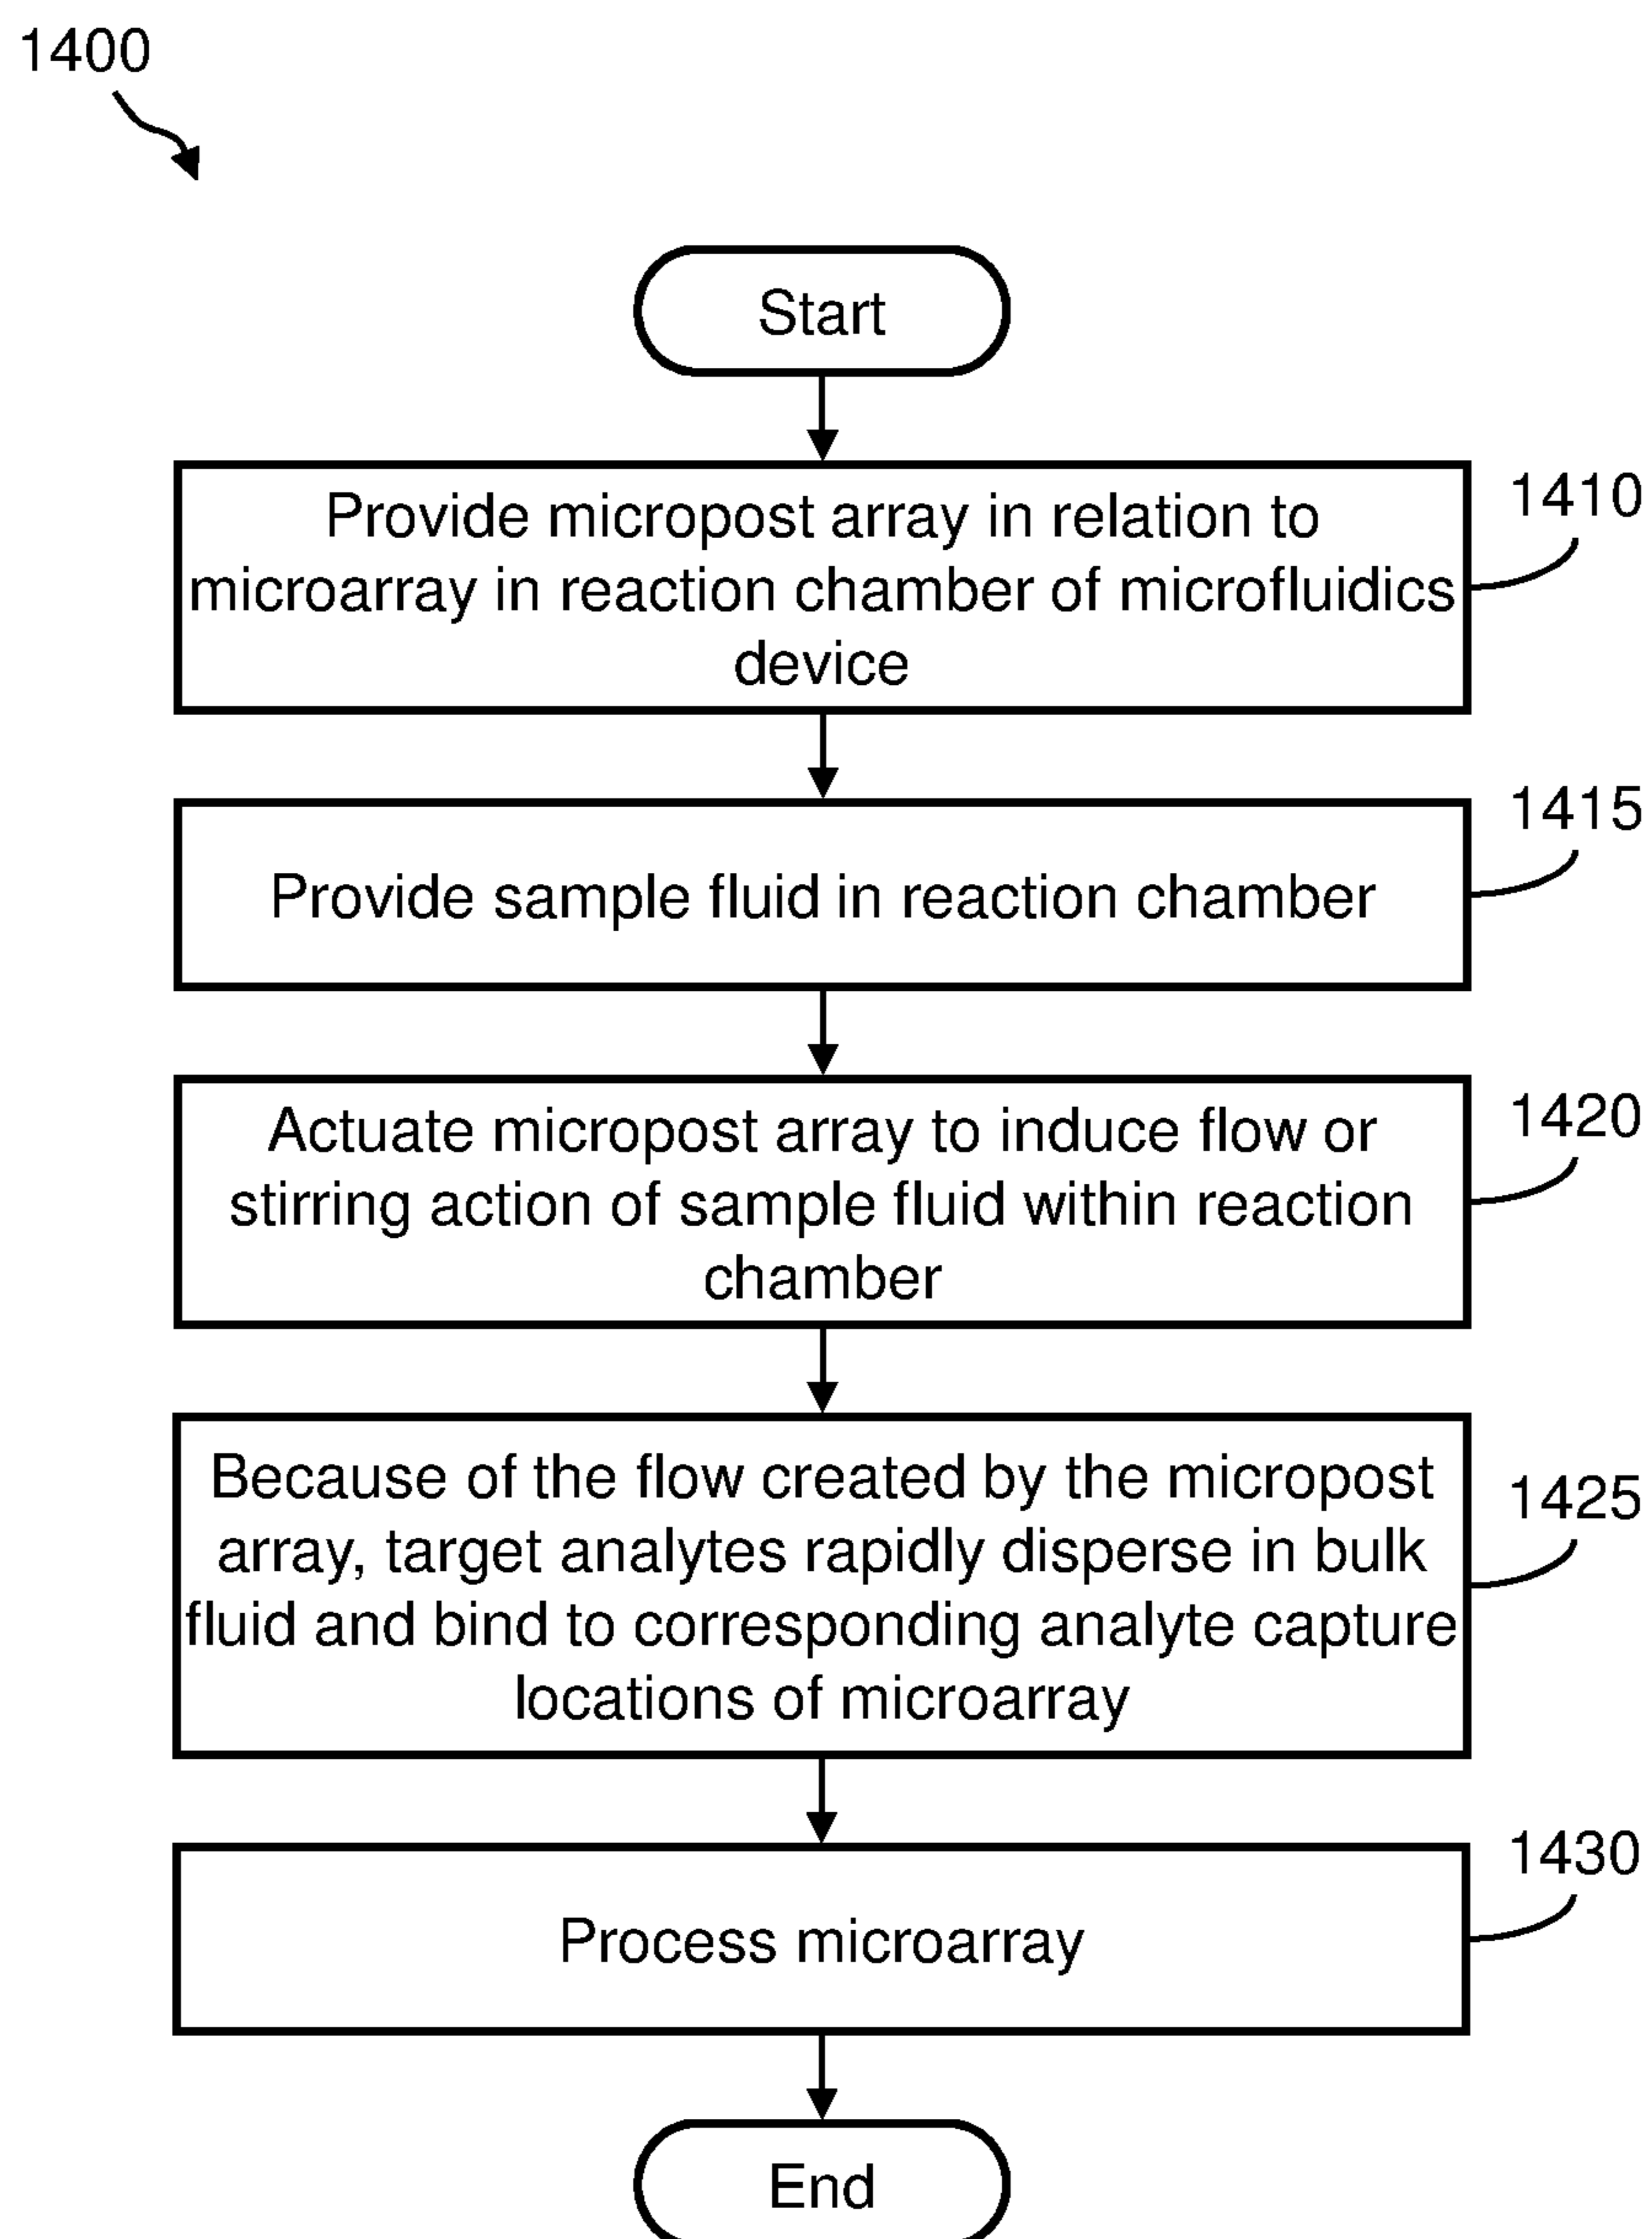 1400
Start
Provide micropost array in relation to
microarray in reaction chamber of microfluidics
device
1410
Provide sample fluid in reaction chamber
1415
Actuate micropost array to induce flow or
stirring action of sample fluid within reaction
chamber
1420
Because of the flow created by the micropost
array, target analytes rapidly disperse in bulk
fluid and bind to corresponding analyte capture
locations of microarray
1425
Process microarray
1430
End